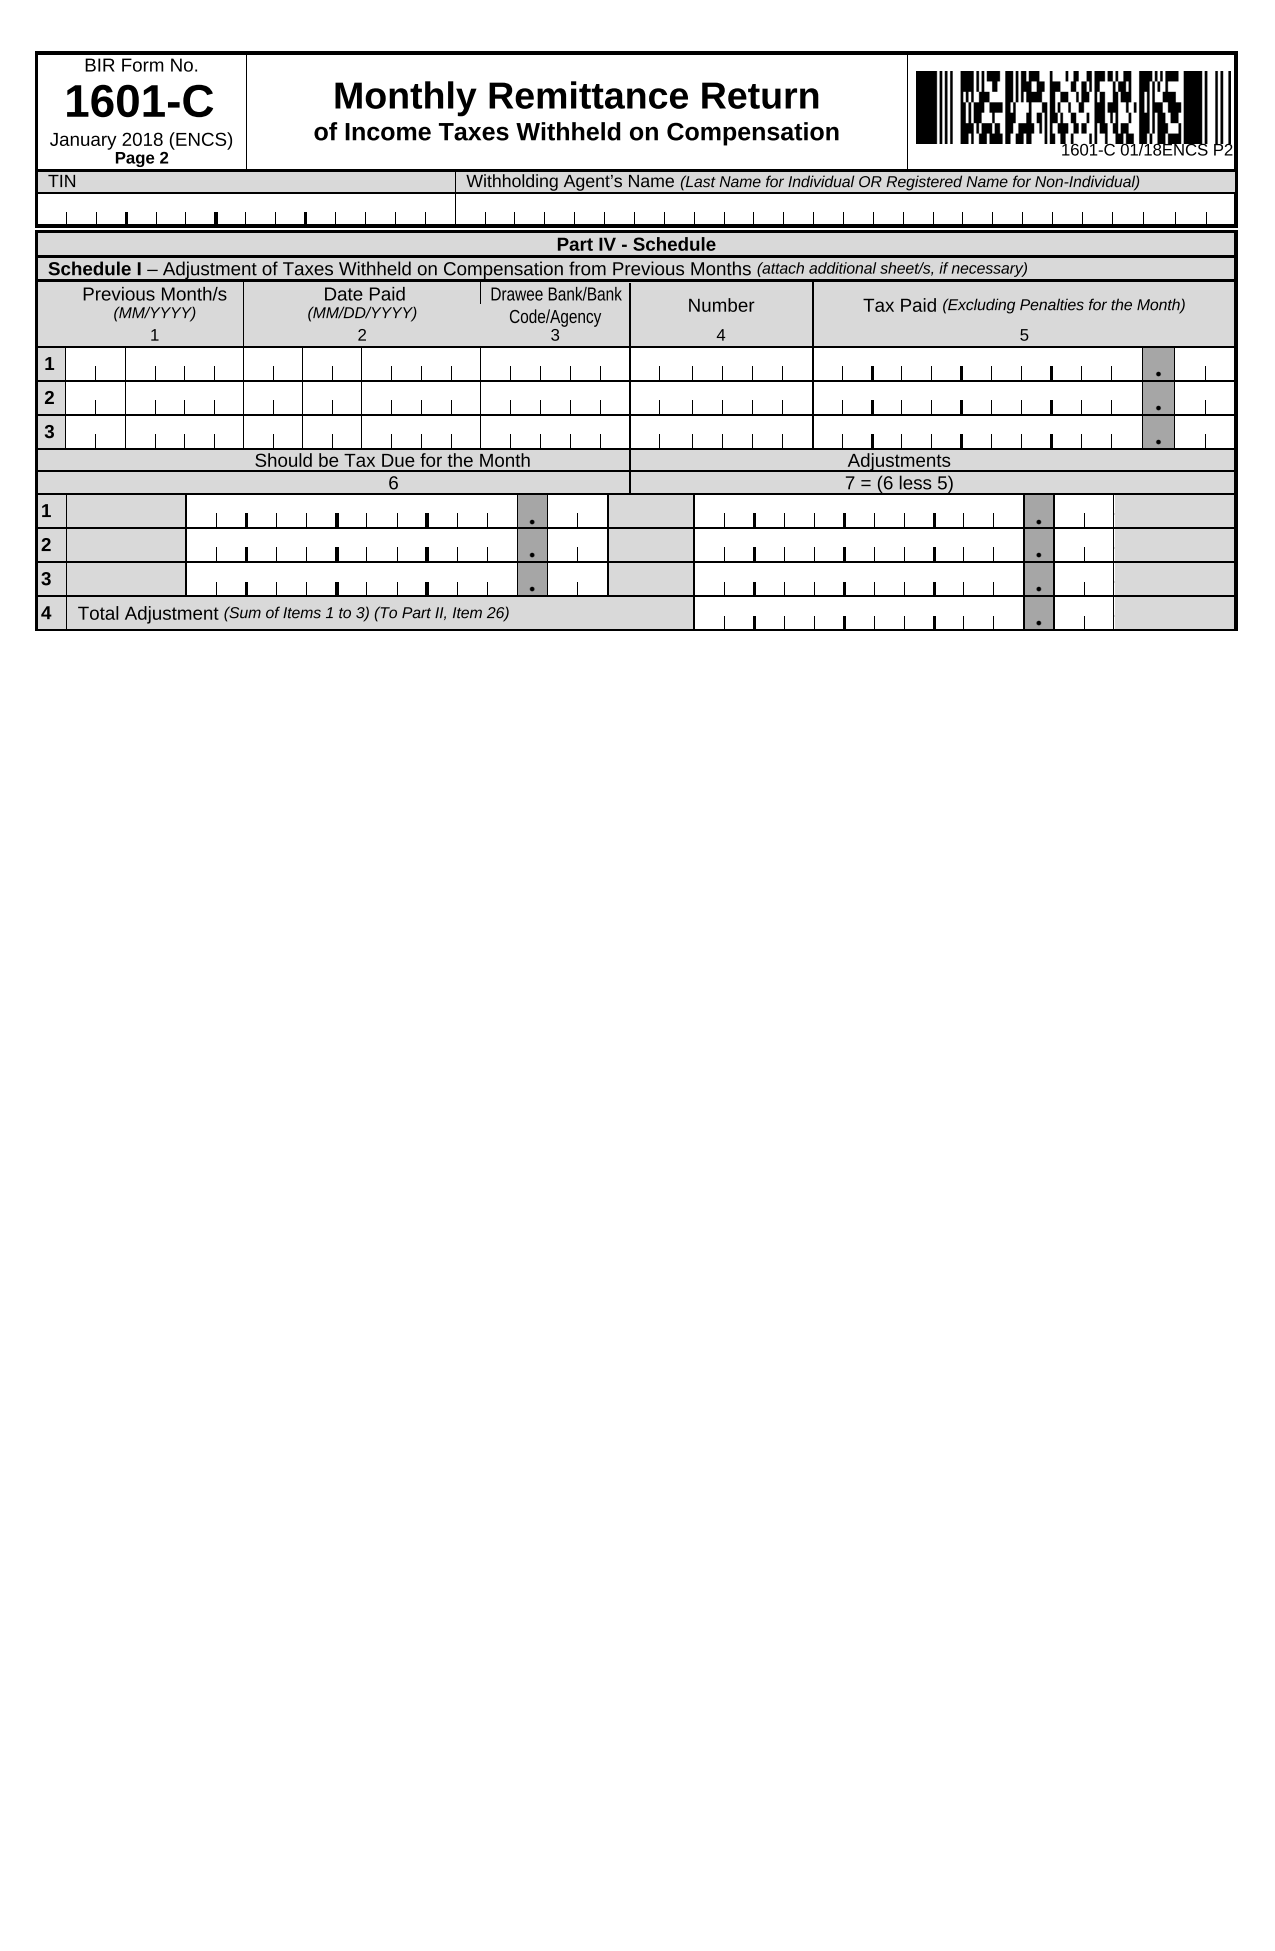 BIR Form No.
1601-C
January 2018 (ENCS)
Page 2
Monthly Remittance Return
of Income Taxes Withheld on Compensation
1601-C 01/18ENCS P2
TIN
Withholding Agent’s Name (Last Name for Individual OR Registered Name for Non-Individual)
Part IV - Schedule
Schedule I – Adjustment of Taxes Withheld on Compensation from Previous Months (attach additional sheet/s, if necessary)
Previous Month/s
(MM/YYYY)
1
Date Paid
(MM/DD/YYYY)
2
Drawee Bank/Bank
Code/Agency
3
Number
4
Tax Paid (Excluding Penalties for the Month)
5
1 .
2 .
3 .
Should be Tax Due for the Month
Adjustments
6
7 = (6 less 5)
1 . .
2 . .
3 . .
4 Total Adjustment (Sum of Items 1 to 3) (To Part II, Item 26) .